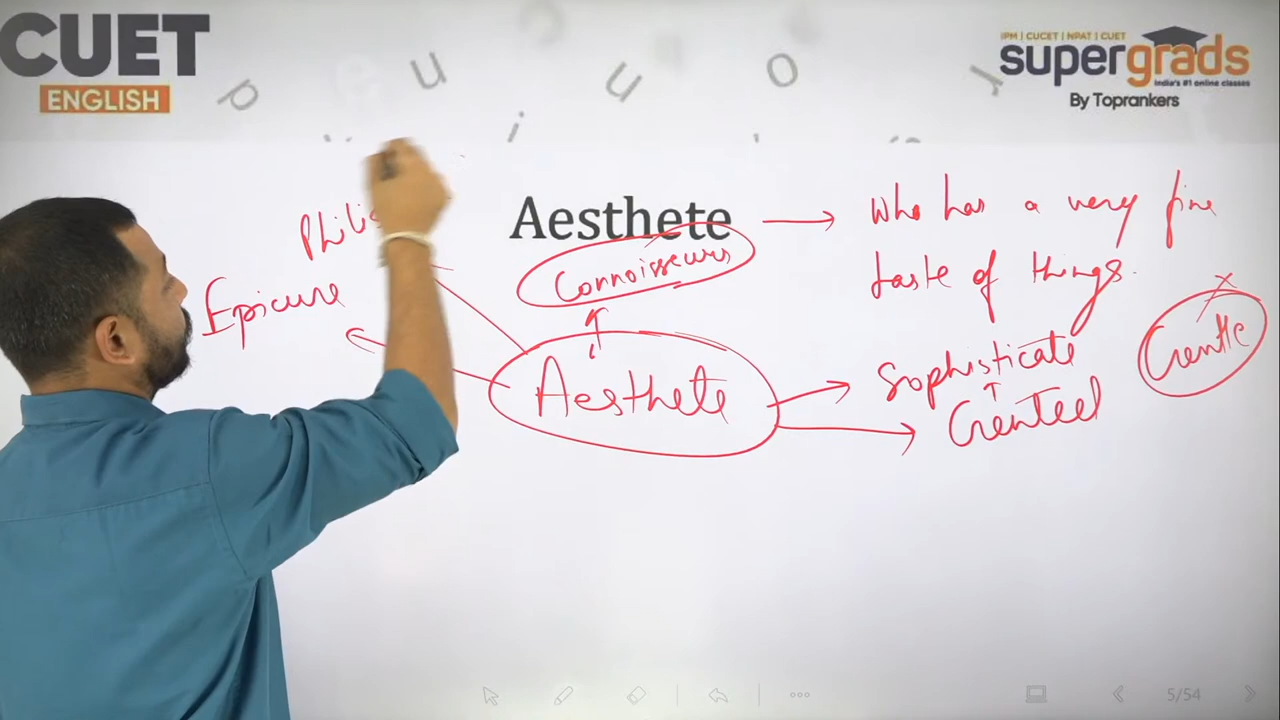 CUET
ENGLISH
IPM | CUCET | NPAT | CUET
supergrads
India's #1 online classes
By Toprankers
p u i u o
Aesthete
Who has a very fine
taste of things.
Connoisseurs
Epicure
Aesthete
Sophisticate
Genteel
Gentle
5/54